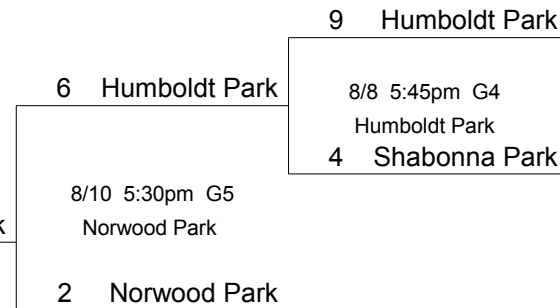 9 Humboldt Park
6 Humboldt Park
8/8 5:45pm G4
Humboldt Park
4 Shabonna Park
8/10 5:30pm G5
Norwood Park
2 Norwood Park